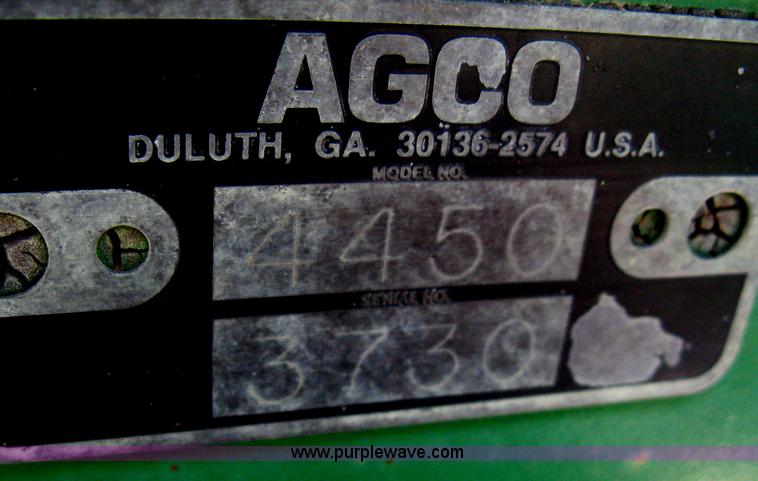 AGCO
DULUTH, GA. 30136-2574 U.S.A.
MODEL NO.
4450
SERIAL NO.
3730
www.purplewave.com